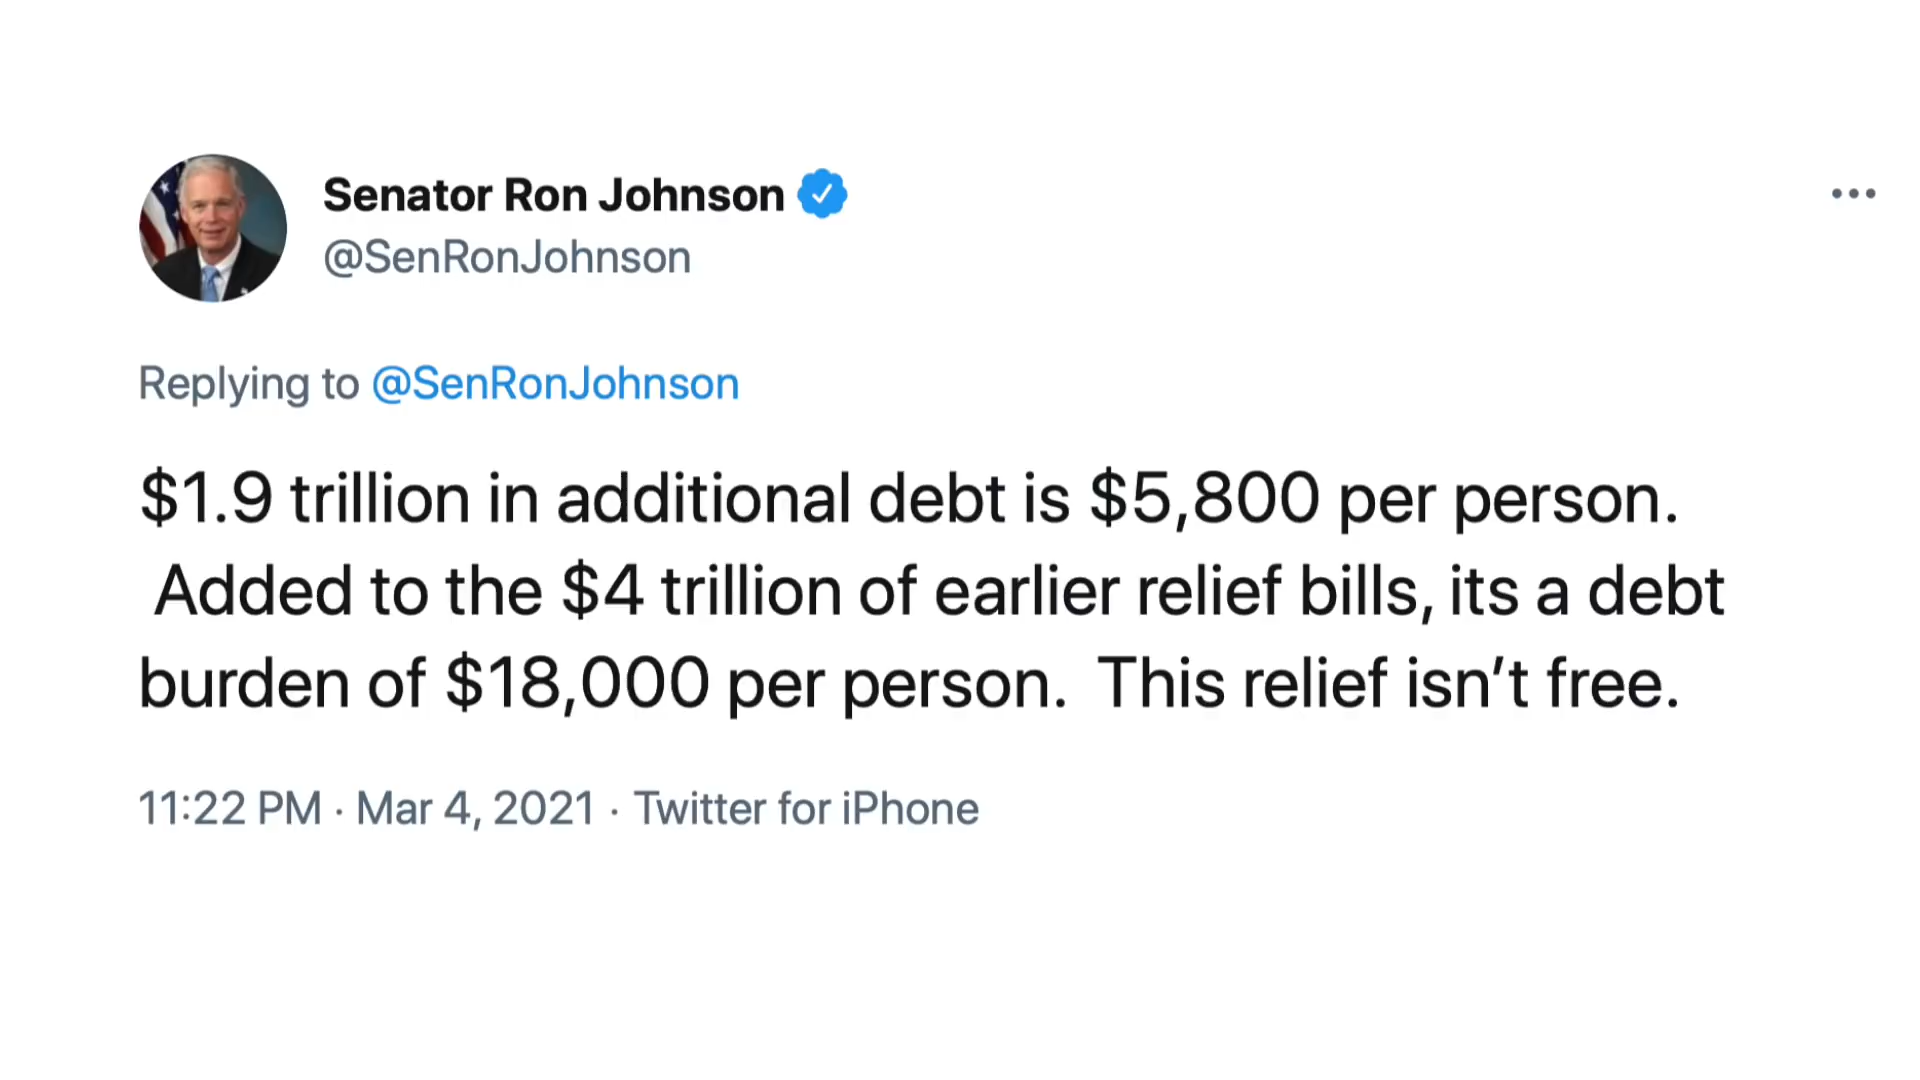 Senator Ron Johnson
@SenRonJohnson
Replying to @SenRonJohnson
$1.9 trillion in additional debt is $5,800 per person.
Added to the $4 trillion of earlier relief bills, its a debt
burden of $18,000 per person.  This relief isn’t free.
11:22 PM · Mar 4, 2021 · Twitter for iPhone